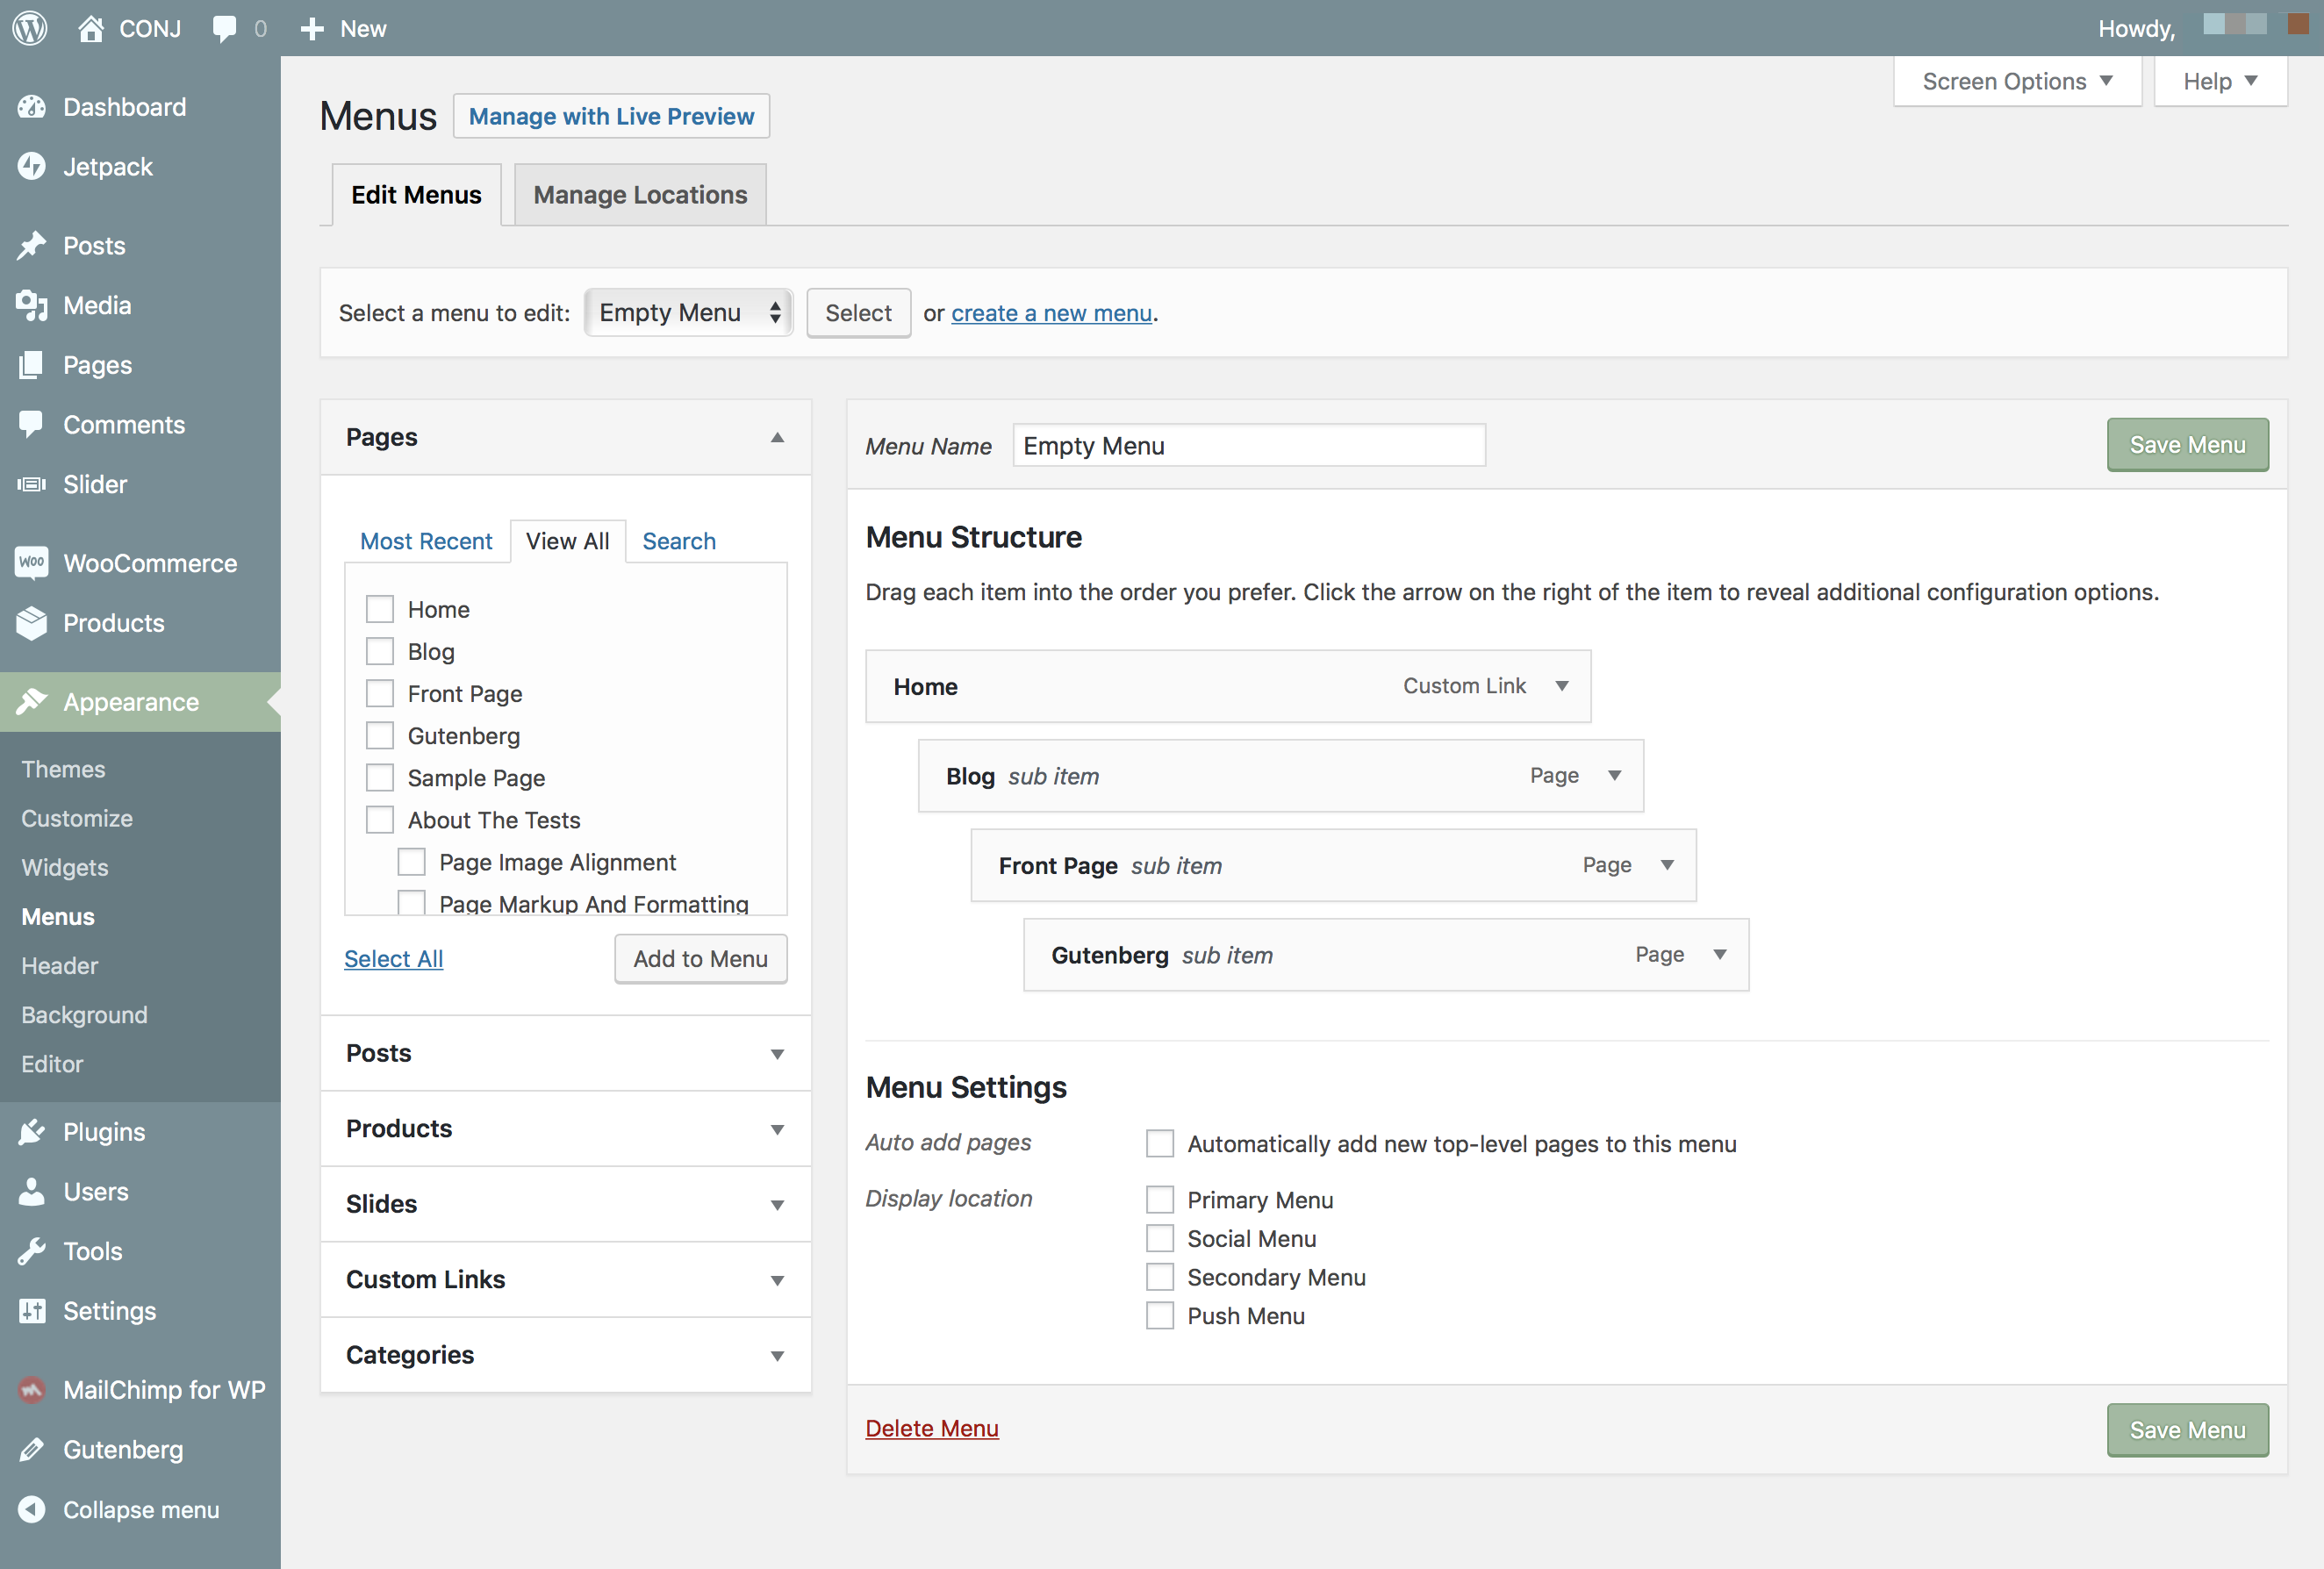 CONJ 0 New Howdy,
Dashboard
Jetpack
Posts
Media
Pages
Comments
Slider
Woo WooCommerce
Products
Appearance
Themes
Customize
Widgets
Menus
Header
Background
Editor
Plugins
Users
Tools
Settings
MailChimp for WP
Gutenberg
Collapse menu
Screen Options Help
Menus Manage with Live Preview
Edit Menus Manage Locations
Select a menu to edit: Empty Menu Select or create a new menu.
Pages
Most Recent View All Search
Home
Blog
Front Page
Gutenberg
Sample Page
About The Tests
Page Image Alignment
Page Markup And Formatting
Select All Add to Menu
Posts
Products
Slides
Custom Links
Categories
Menu Name Empty Menu Save Menu
Menu Structure
Drag each item into the order you prefer. Click the arrow on the right of the item to reveal additional configuration options.
Home Custom Link
Blog sub item Page
Front Page sub item Page
Gutenberg sub item Page
Menu Settings
Auto add pages Automatically add new top-level pages to this menu
Display location Primary Menu
Social Menu
Secondary Menu
Push Menu
Delete Menu Save Menu